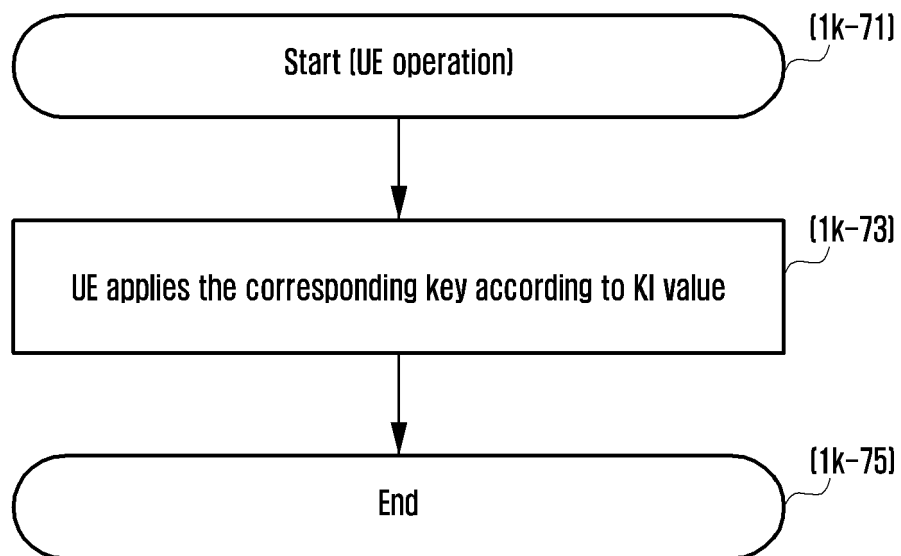 (1k-71)
Start (UE operation)
(1k-73)
UE applies the corresponding key according to KI value
(1k-75)
End